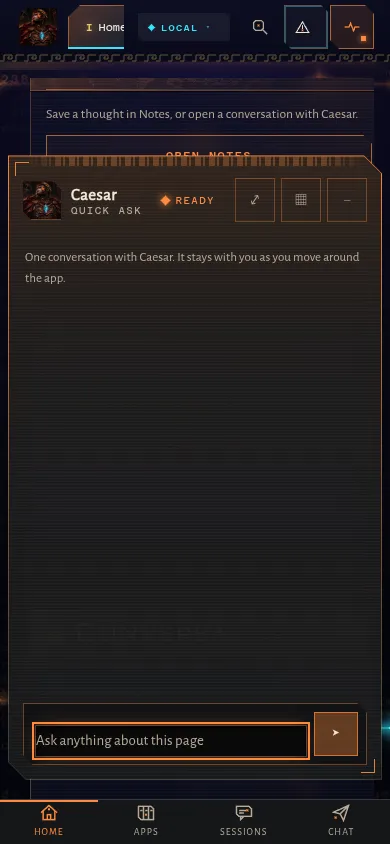 I Home
LOCAL
Save a thought in Notes, or open a conversation with Caesar.
OPEN NOTES
Caesar
QUICK ASK
READY
One conversation with Caesar. It stays with you as you move around
the app.
Ask anything about this page
HOME
APPS
SESSIONS
CHAT